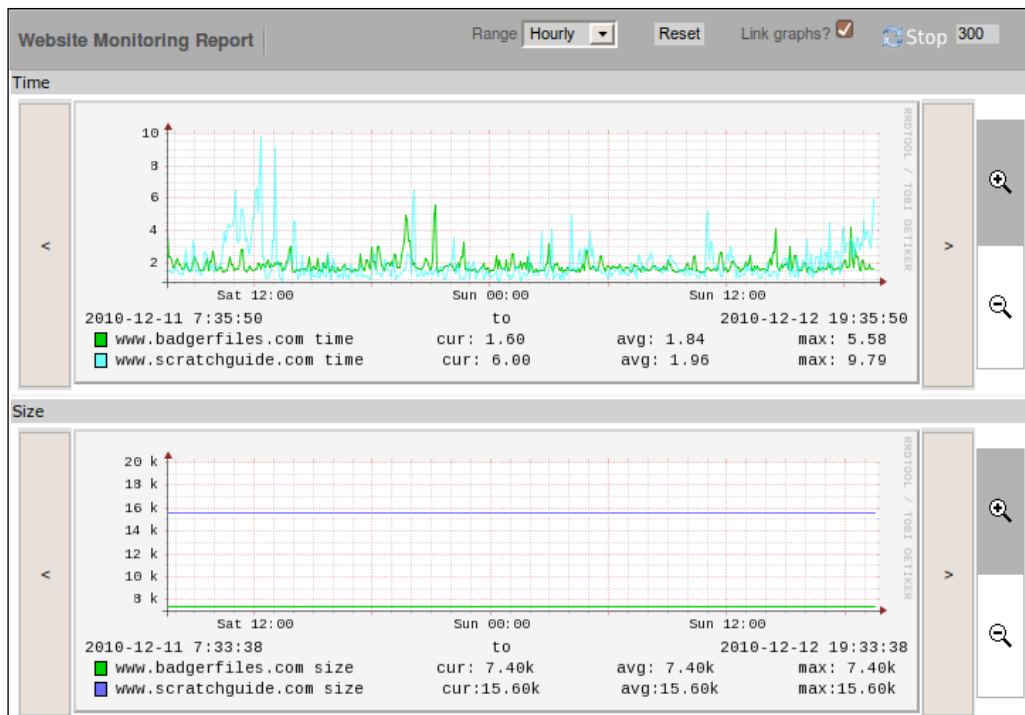 Website Monitoring Report Range Hourly Reset Link graphs? Stop 300
Time
RRDTOOL / TOBI OETIKER
10
8
6
4
2
Sat 12:00 Sun 00:00 Sun 12:00
2010-12-11 7:35:50 to 2010-12-12 19:35:50
www.badgerfiles.com time cur: 1.60 avg: 1.84 max: 5.58
www.scratchguide.com time cur: 6.00 avg: 1.96 max: 9.79
< >
Size
RRDTOOL / TOBI OETIKER
20 k
18 k
16 k
14 k
12 k
10 k
8 k
Sat 12:00 Sun 00:00 Sun 12:00
2010-12-11 7:33:38 to 2010-12-12 19:33:38
www.badgerfiles.com size cur: 7.40k avg: 7.40k max: 7.40k
www.scratchguide.com size cur:15.60k avg:15.60k max:15.60k
< >